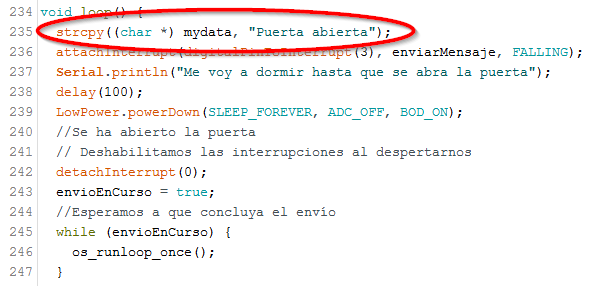 234 void loop() {
235 strcpy((char *) mydata, "Puerta abierta");
236 attachInterrupt(digitalPinToInterrupt(3), enviarMensaje, FALLING);
237 Serial.println("Me voy a dormir hasta que se abra la puerta");
238 delay(100);
239 LowPower.powerDown(SLEEP_FOREVER, ADC_OFF, BOD_ON);
240 //Se ha abierto la puerta
241 // Deshabilitamos las interrupciones al despertarnos
242 detachInterrupt(0);
243 envioEnCurso = true;
244 //Esperamos a que concluya el envío
245 while (envioEnCurso) {
246 os_runloop_once();
247 }